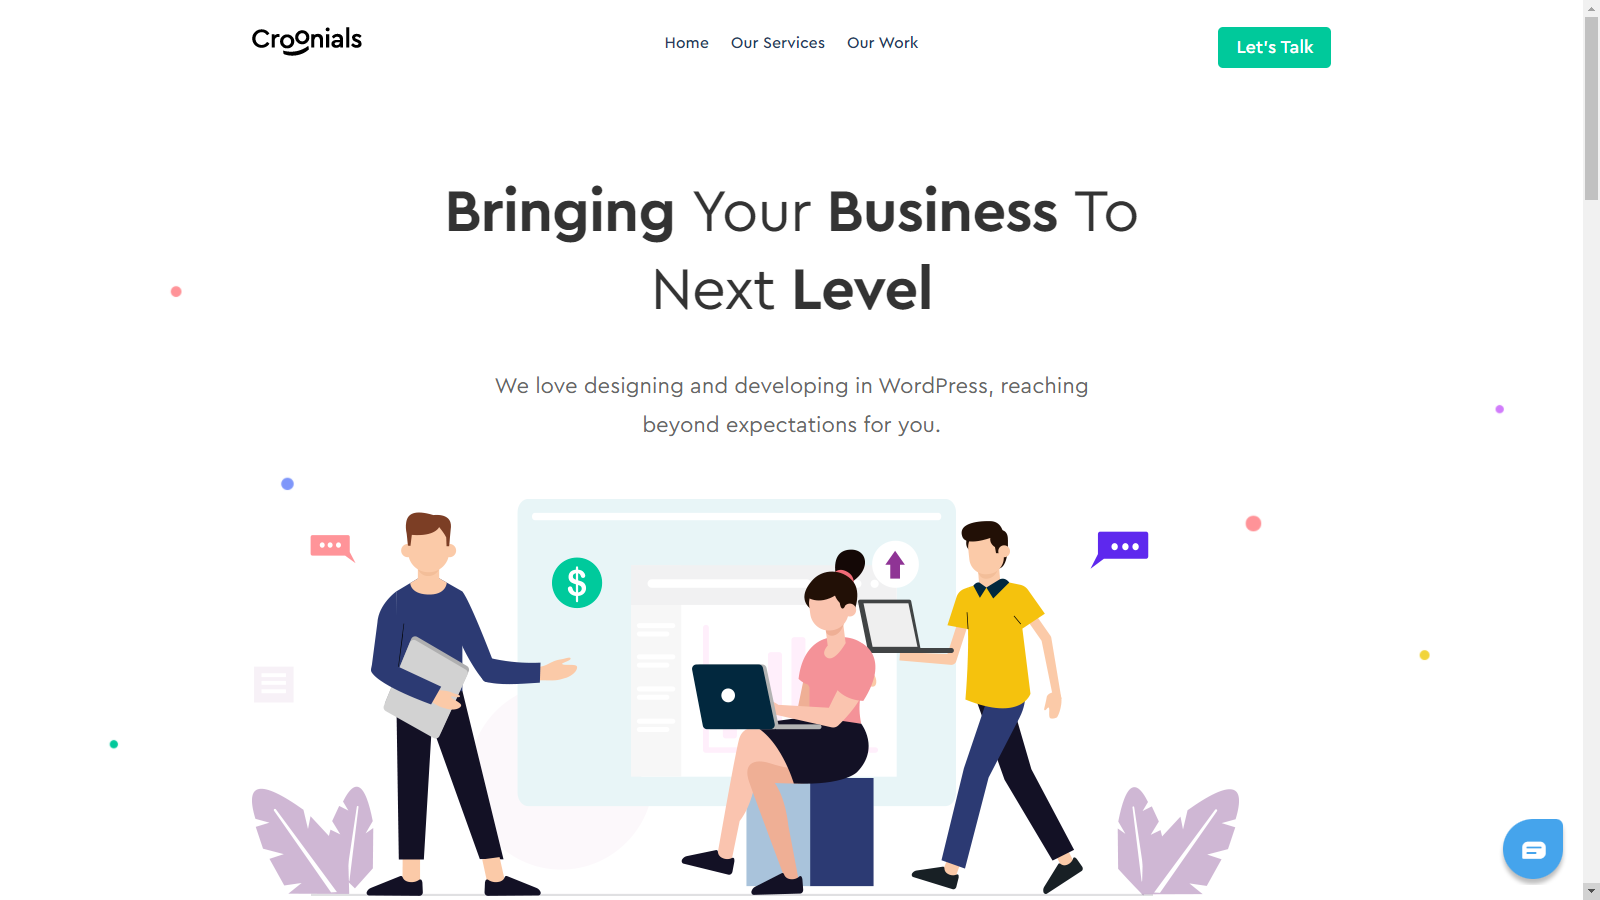 Croonials
Home Our Services Our Work
Let's Talk
Bringing Your Business To
Next Level
We love designing and developing in WordPress, reaching
beyond expectations for you.
$